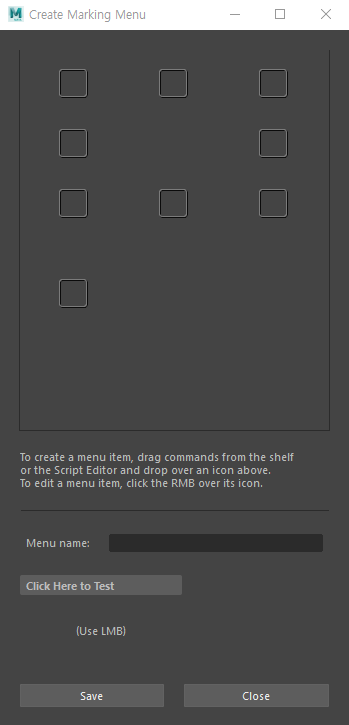 Create Marking Menu
To create a menu item, drag commands from the shelf
or the Script Editor and drop over an icon above.
To edit a menu item, click the RMB over its icon.
Menu name:
Click Here to Test
(Use LMB)
Save Close